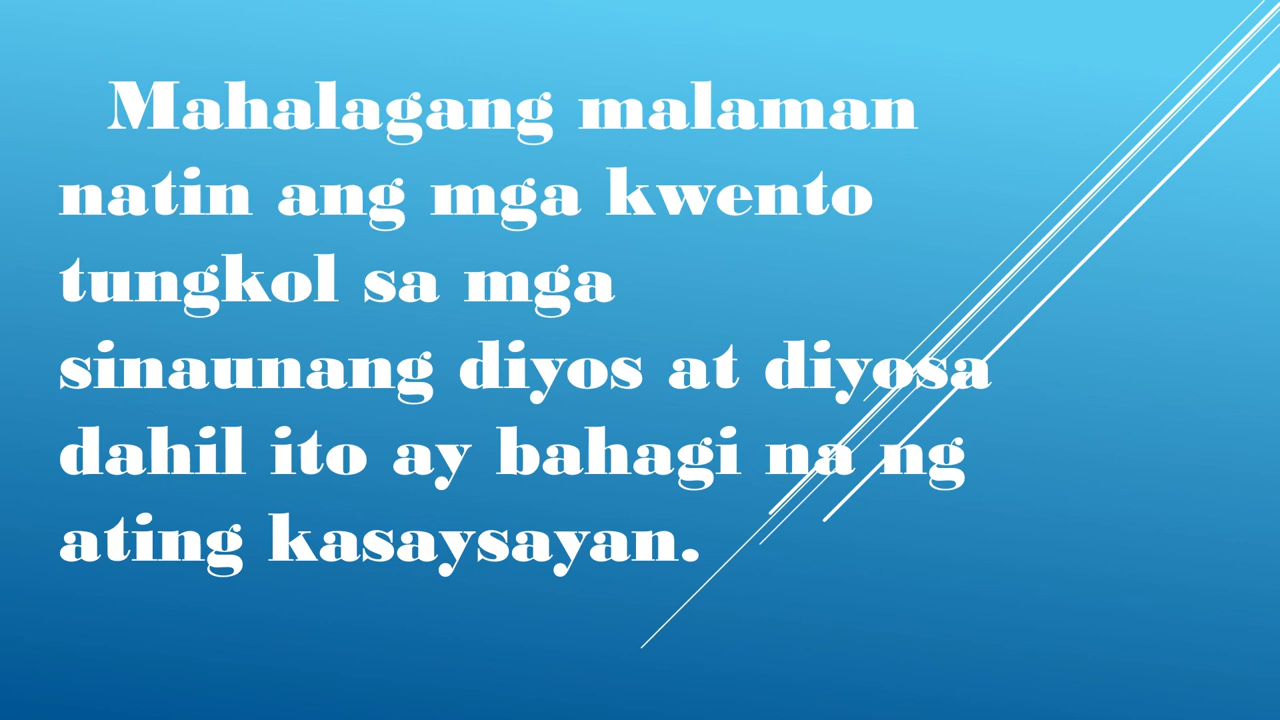 Mahalagang malaman
natin ang mga kwento
tungkol sa mga
sinaunang diyos at diyosa
dahil ito ay bahagi na ng
ating kasaysayan.